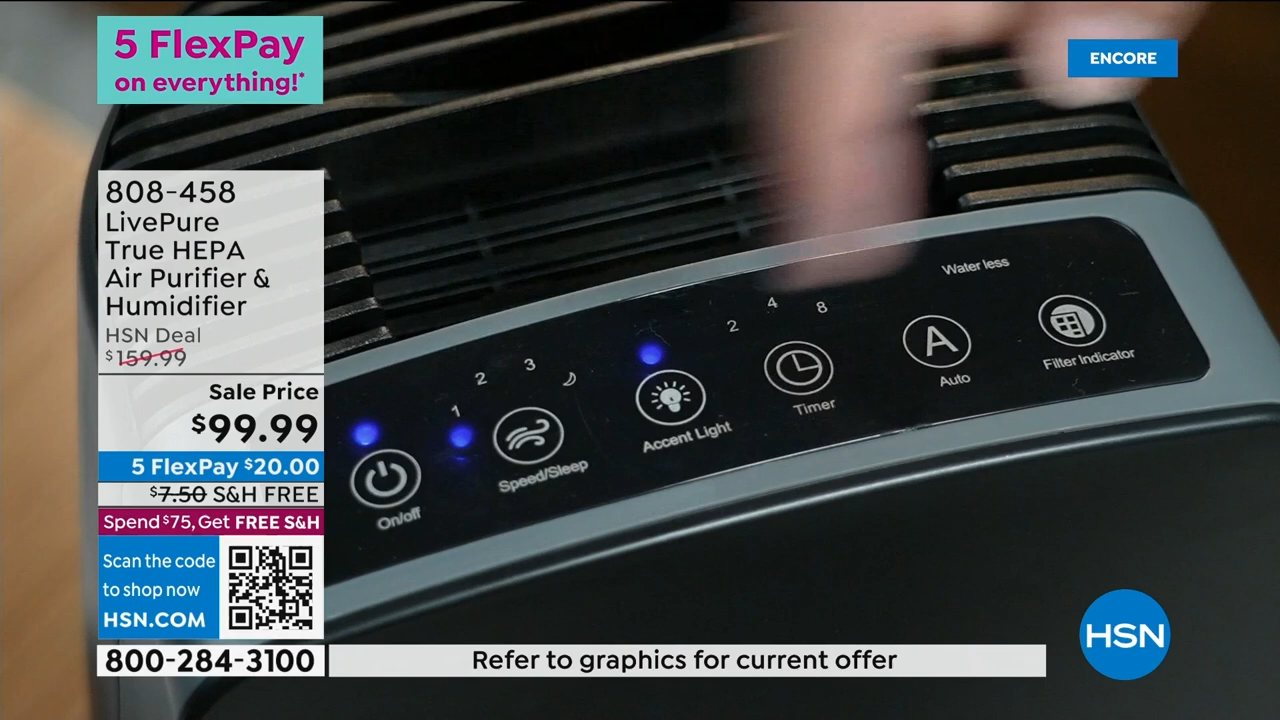 5 FlexPay
on everything!*
ENCORE
808-458
LivePure
True HEPA
Air Purifier &
Humidifier
HSN Deal
$159.99
Sale Price
$99.99
5 FlexPay $20.00
$7.50 S&H FREE
Spend $75, Get FREE S&H
Scan the code
to shop now
HSN.COM
800-284-3100
Refer to graphics for current offer
HSN
Water less
2 4 8
1 2 3
A
On/off
Speed/Sleep
Accent Light
Timer
Auto
Filter Indicator